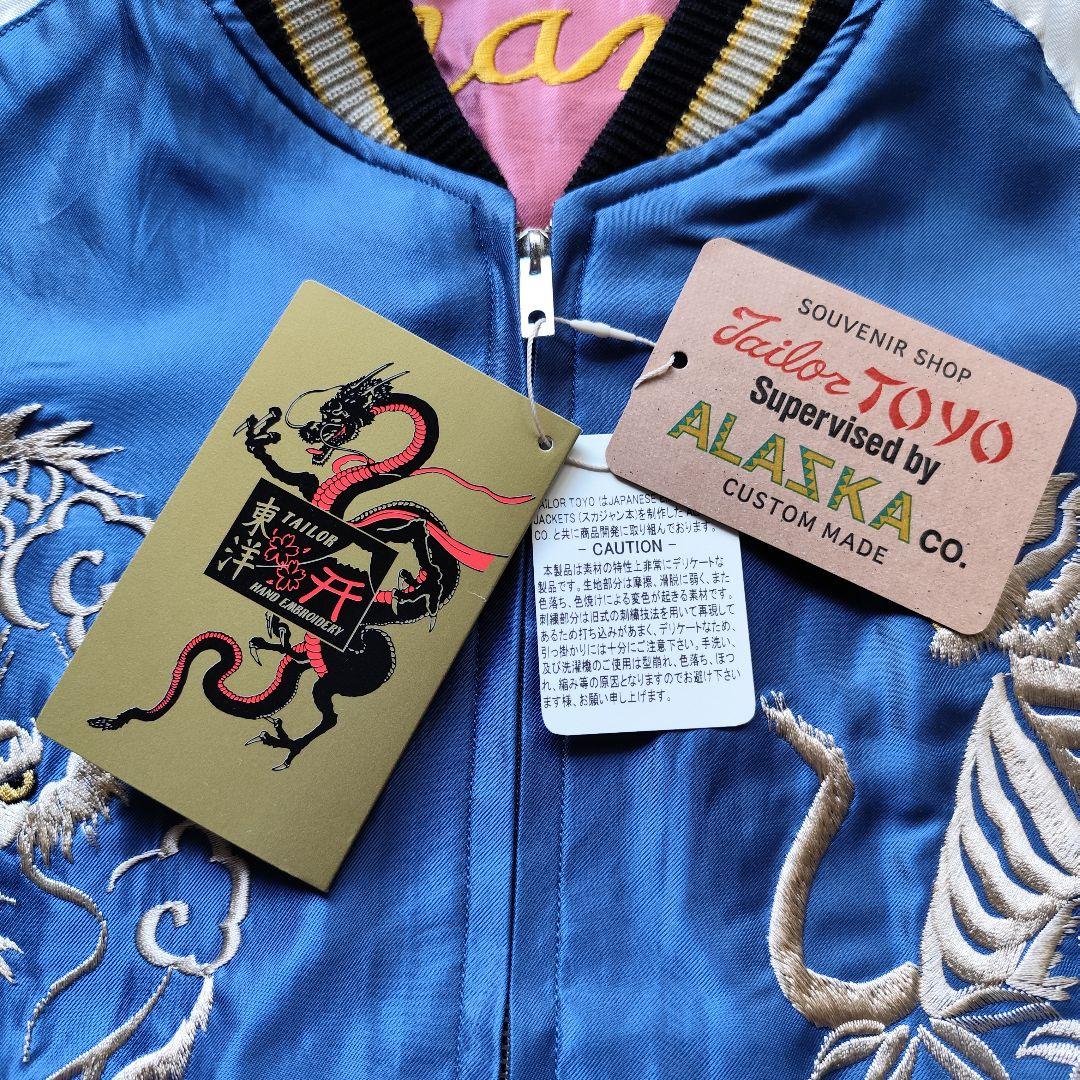 an
SOUVENIR SHOP
Tailor TOYO
Supervised by
ALASKA CO.
CUSTOM MADE
東洋
TAILOR
HAND EMBROIDERY
AILOR TOYO はJAPANESE
JACKETS (スカジャン本)を制作した
CO. と共に商品開発に取り組んでおります。
- CAUTION -
本製品は素材の特性上非常にデリケートな
製品です。生地部分は摩擦、滑脱に弱く、また
色落ち、色焼けによる変色が起きる素材です。
刺繍部分は旧式の刺繍技法を用いて再現して
あるため打ち込みがあまく、デリケートなため、
引っ掛かりには十分にご注意下さい。手洗い、
及び洗濯機のご使用は型崩れ、色落ち、ほつ
れ、縮み等の原因となりますのでお避け下さい
ます様、お願い申し上げます。